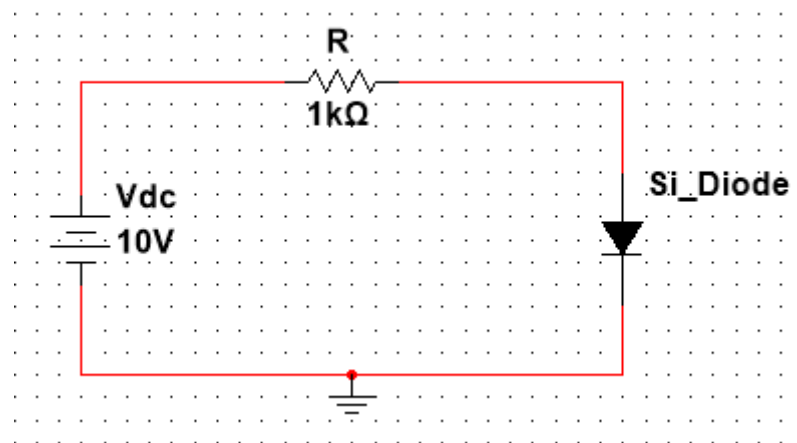 R
1kΩ
Si_Diode
Vdc
10V